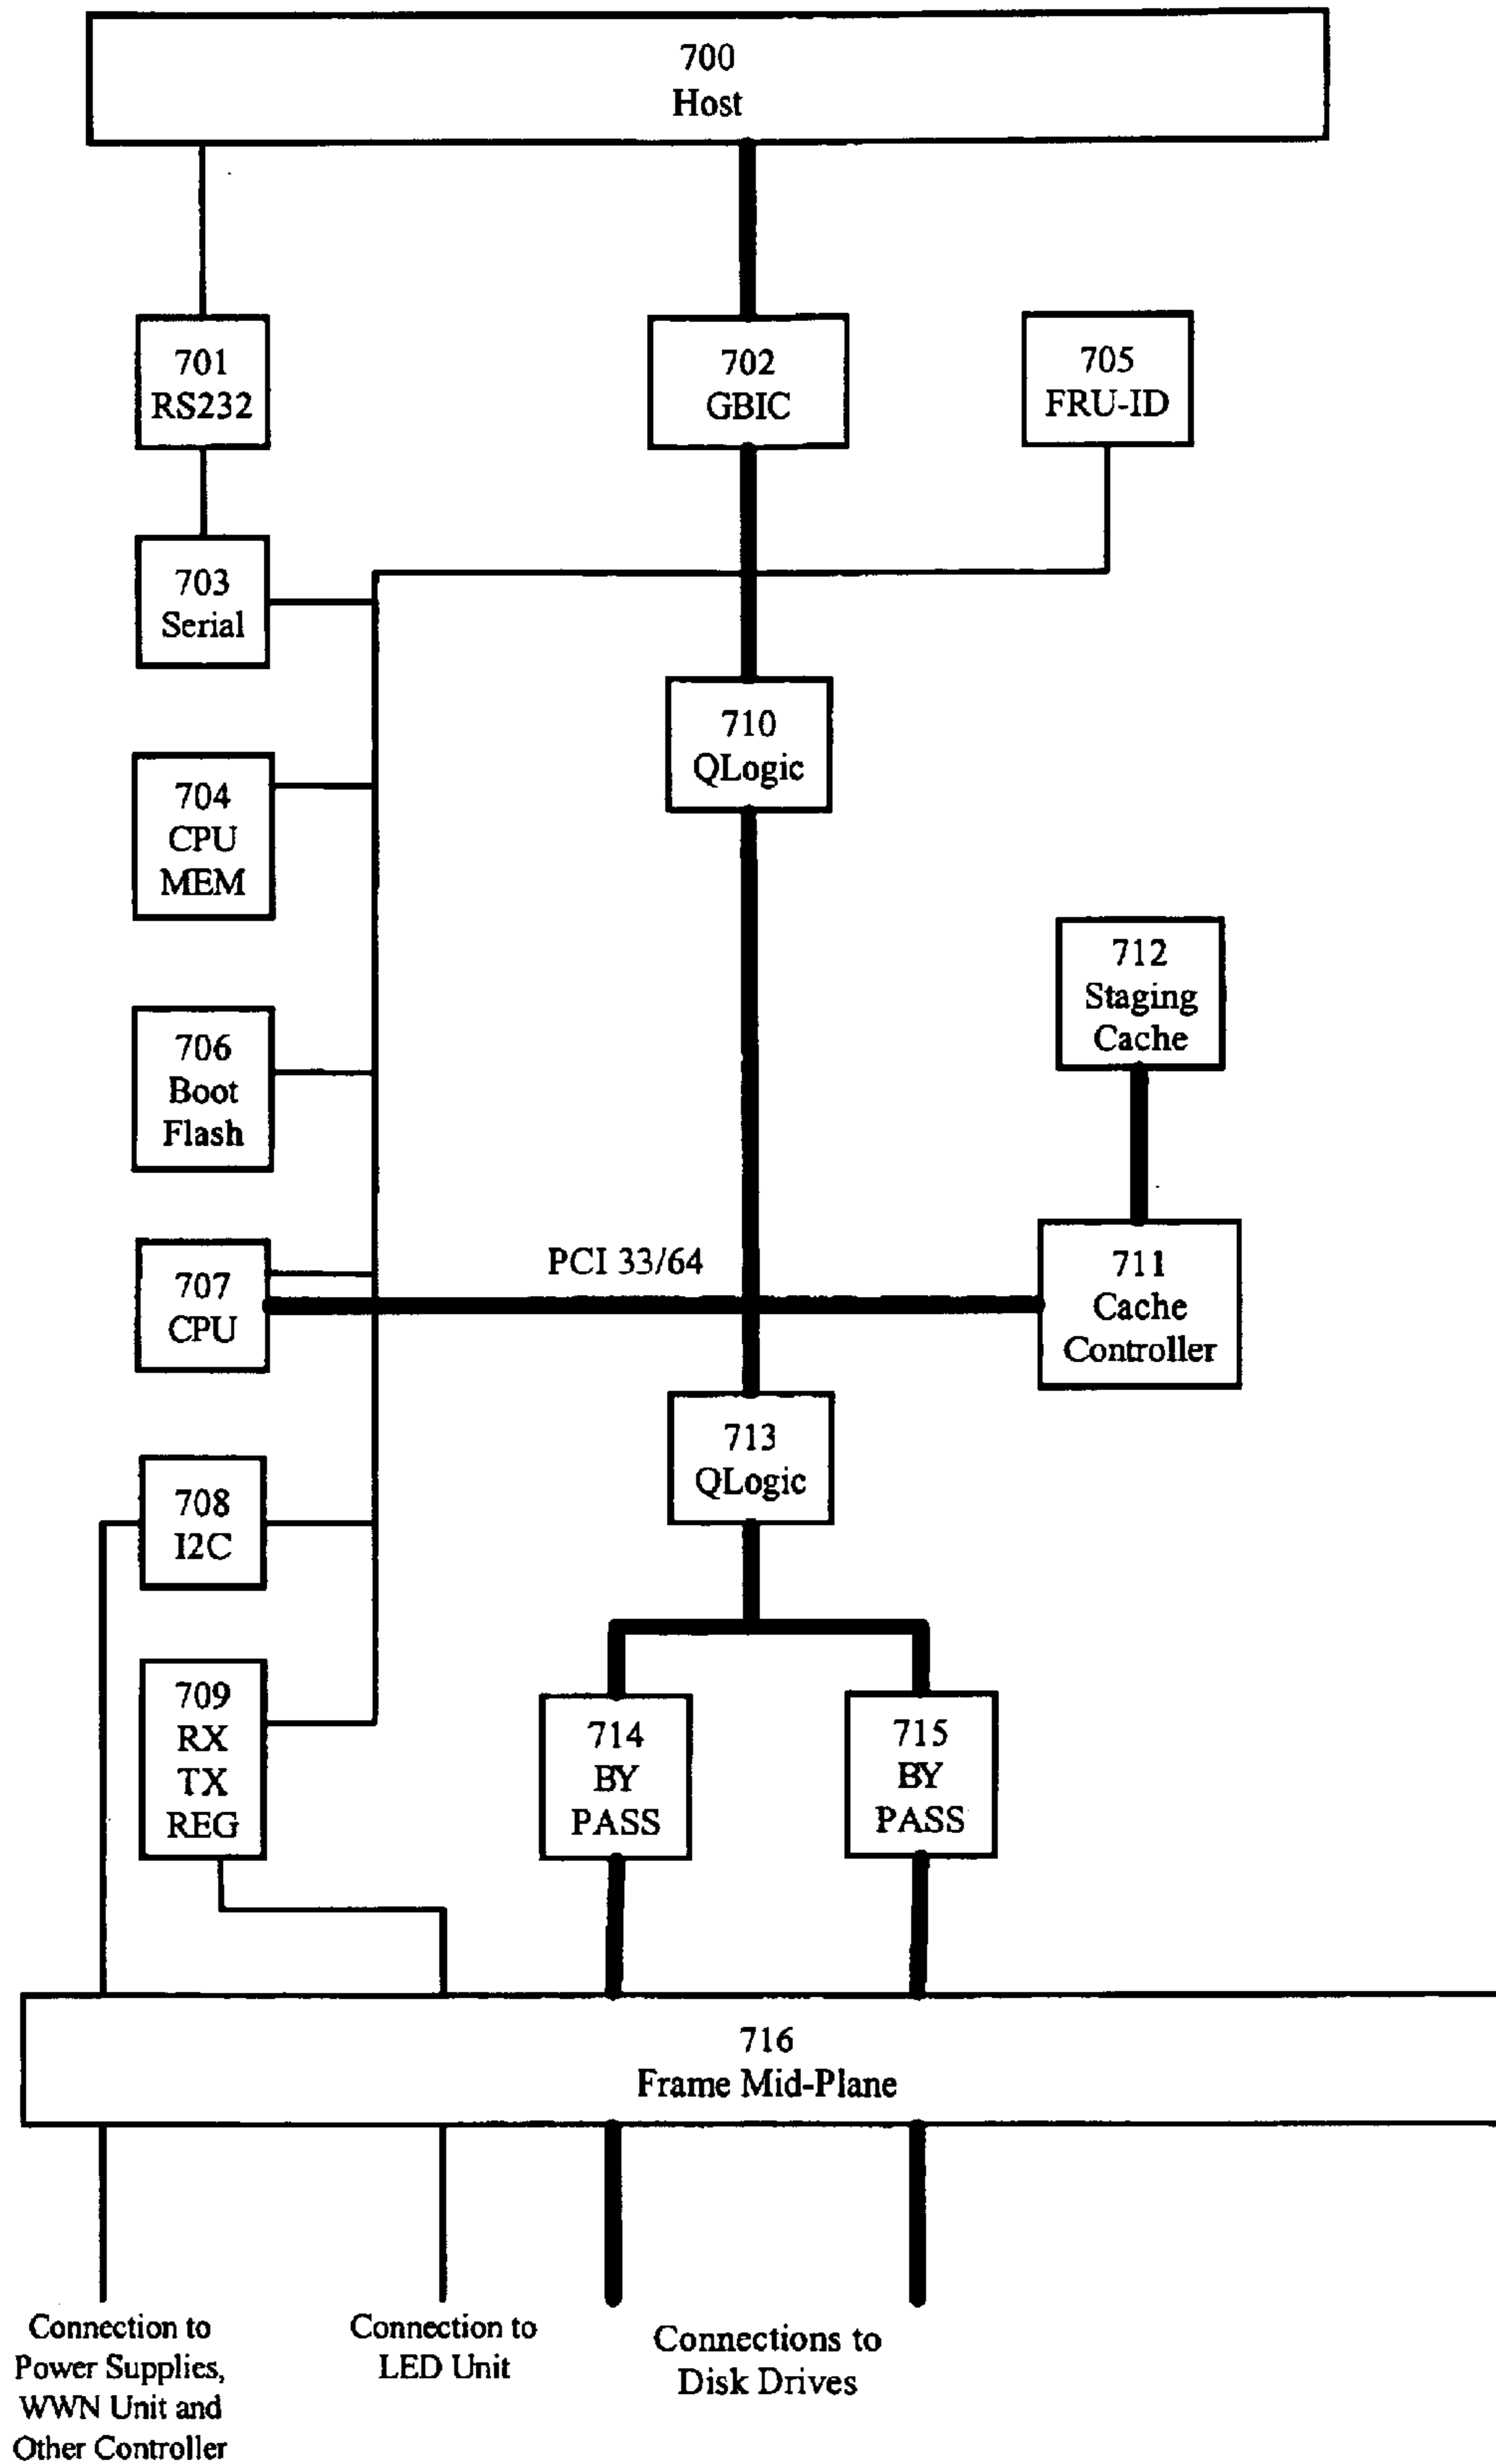 700
Host
701
RS232
702
GBIC
705
FRU-ID
703
Serial
710
QLogic
704
CPU
MEM
712
Staging
Cache
706
Boot
Flash
707
CPU
PCI 33/64
711
Cache
Controller
713
QLogic
708
I2C
709
RX
TX
REG
714
BY
PASS
715
BY
PASS
716
Frame Mid-Plane
Connection to
Power Supplies,
WWN Unit and
Other Controller
Connection to
LED Unit
Connections to
Disk Drives